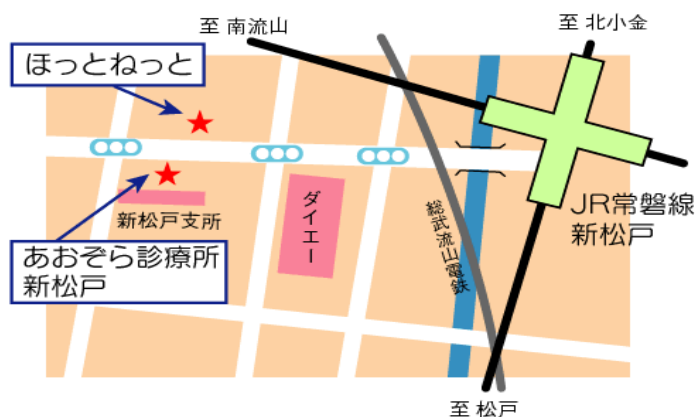 至 南流山
至 北小金
ほっとねっと
新松戸支所
ダイエー
総武流山電鉄
JR常磐線
新松戸
あおぞら診療所
新松戸
至 松戸